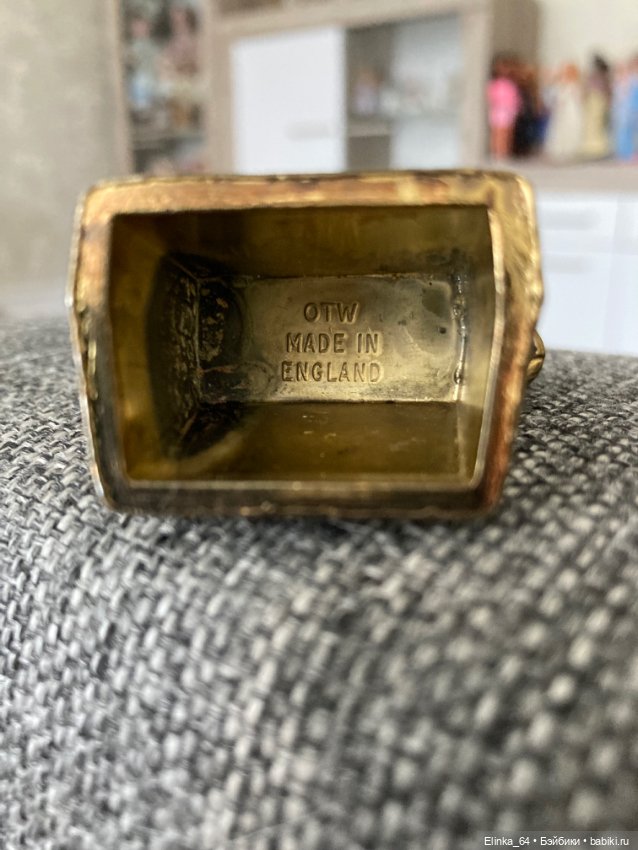 OTW
MADE IN
ENGLAND
Elinka_64 • Бэйбики • babiki.ru